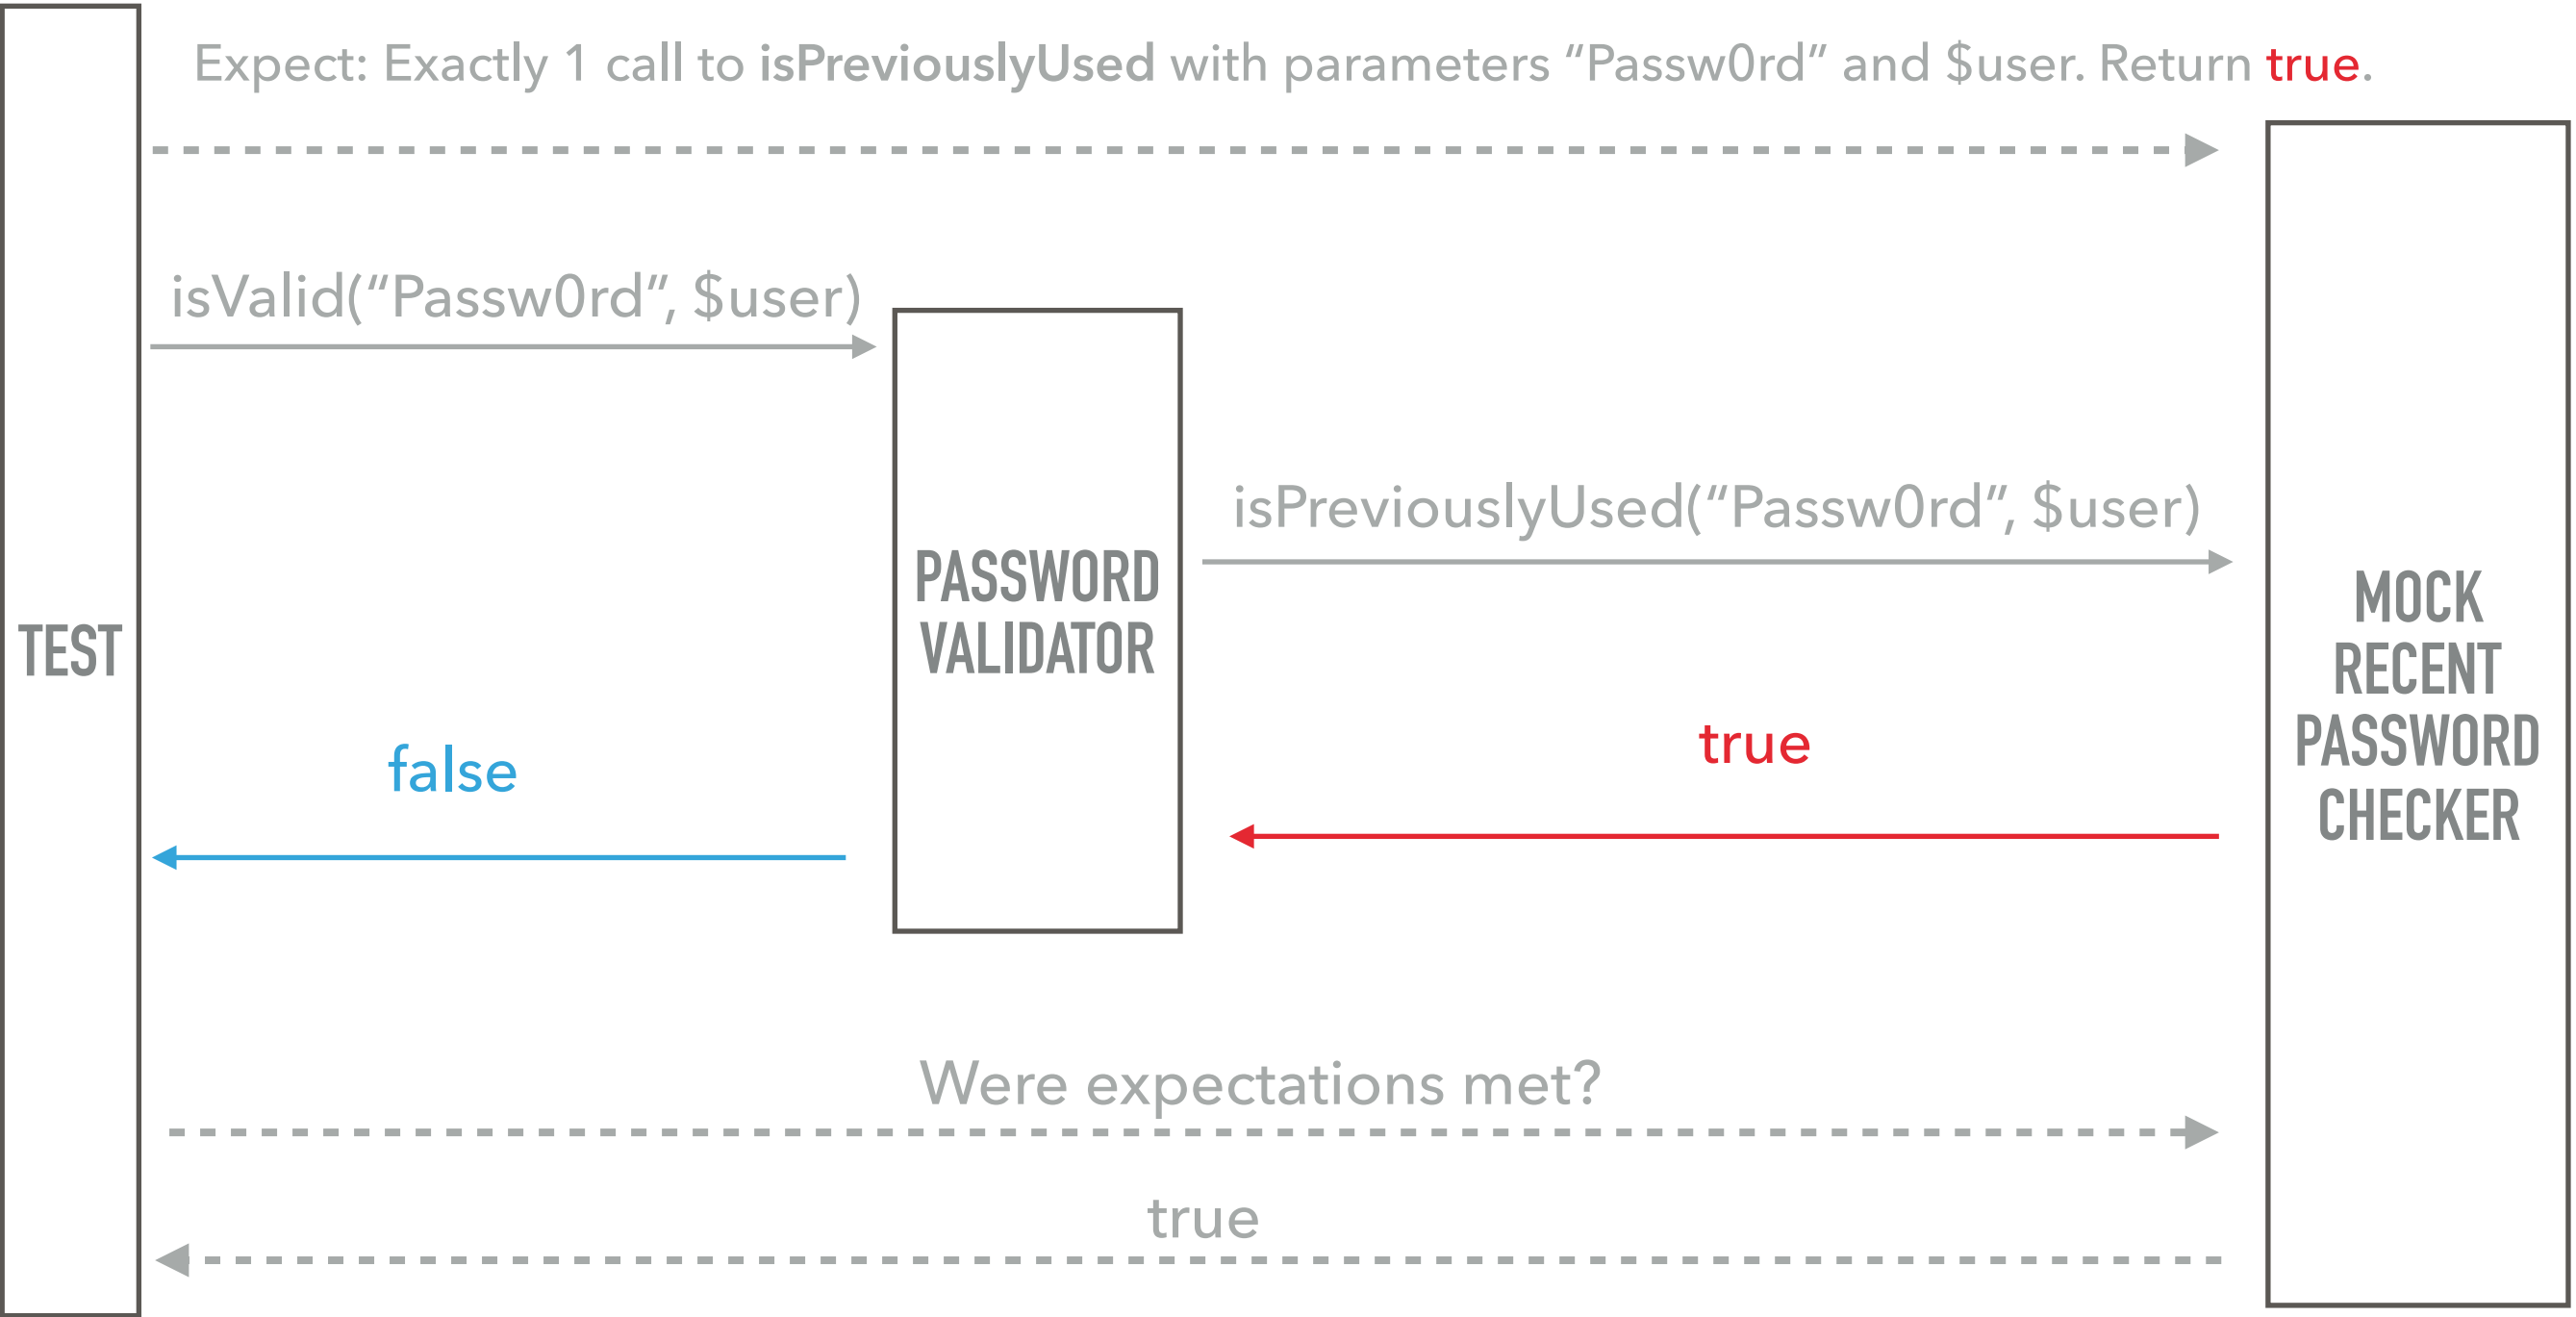 Expect: Exactly 1 call to isPreviouslyUsed with parameters “Passw0rd” and $user. Return true.
isValid(“Passw0rd”, $user)
isPreviouslyUsed(“Passw0rd”, $user)
TEST
PASSWORD
VALIDATOR
MOCK
RECENT
PASSWORD
CHECKER
true
false
Were expectations met?
true